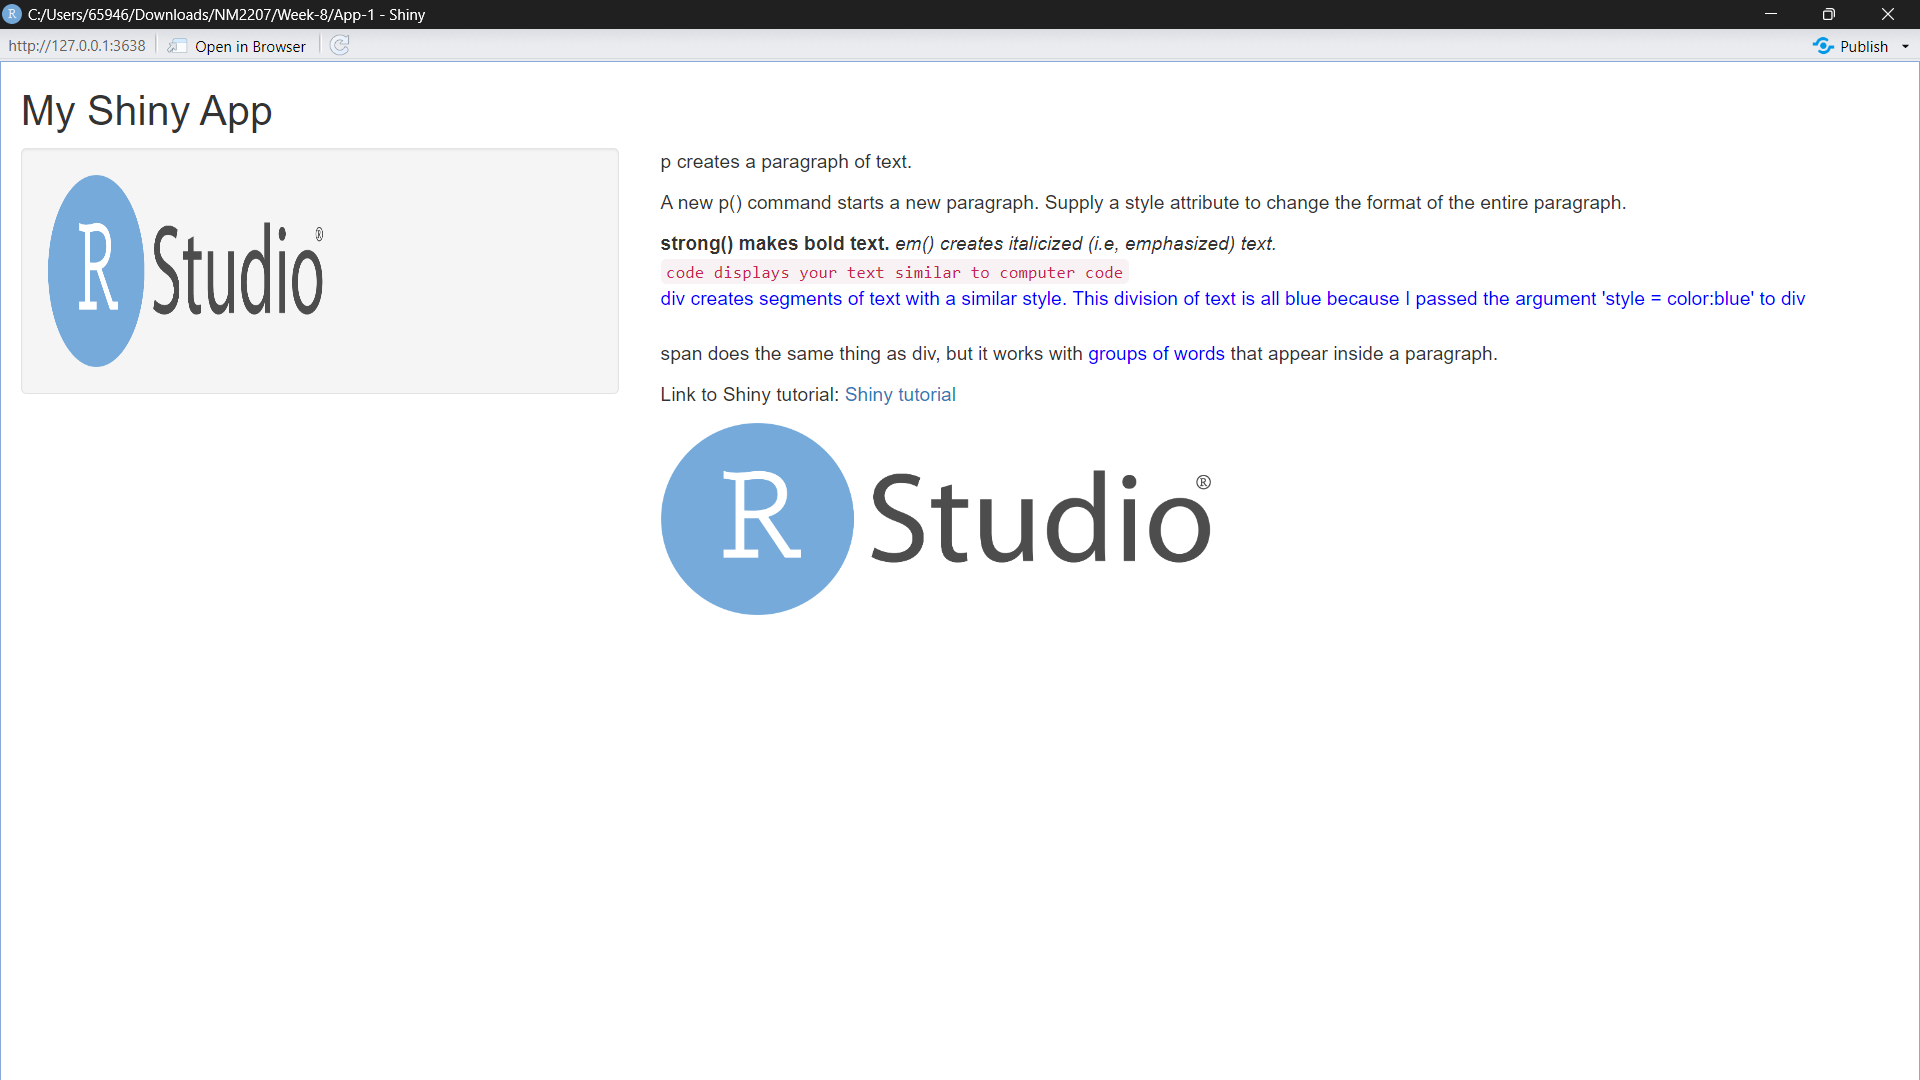 C:/Users/65946/Downloads/NM2207/Week-8/App-1 - Shiny
http://127.0.0.1:3638 Open in Browser Publish
My Shiny App
R Studio®
p creates a paragraph of text.
A new p() command starts a new paragraph. Supply a style attribute to change the format of the entire paragraph.
strong() makes bold text. em() creates italicized (i.e, emphasized) text.
code displays your text similar to computer code
div creates segments of text with a similar style. This division of text is all blue because I passed the argument 'style = color:blue' to div
span does the same thing as div, but it works with groups of words that appear inside a paragraph.
Link to Shiny tutorial: Shiny tutorial
R Studio®